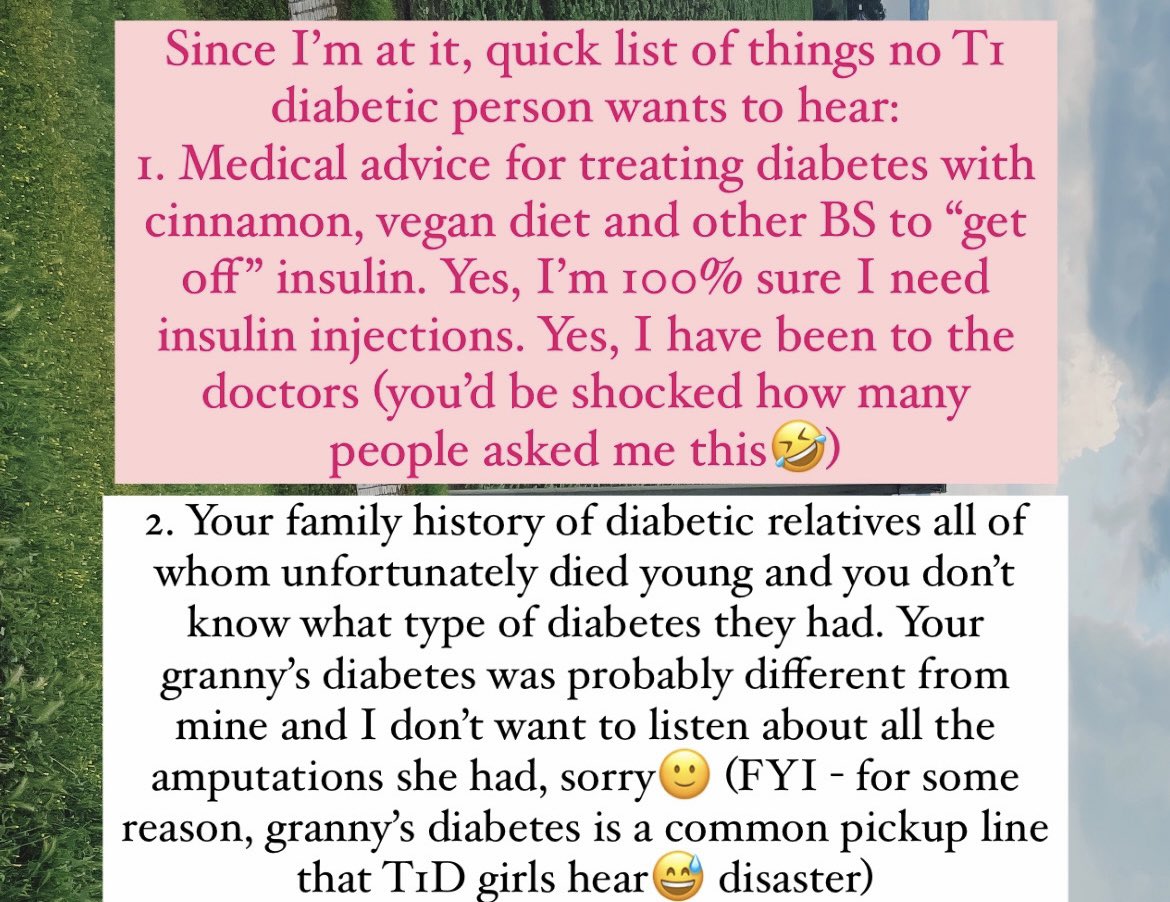 Since I’m at it, quick list of things no T1
diabetic person wants to hear:
1. Medical advice for treating diabetes with
cinnamon, vegan diet and other BS to “get
off” insulin. Yes, I’m 100% sure I need
insulin injections. Yes, I have been to the
doctors (you’d be shocked how many
people asked me this🤣)
2. Your family history of diabetic relatives all of
whom unfortunately died young and you don’t
know what type of diabetes they had. Your
granny’s diabetes was probably different from
mine and I don’t want to listen about all the
amputations she had, sorry🙂 (FYI - for some
reason, granny’s diabetes is a common pickup line
that T1D girls hear😅 disaster)